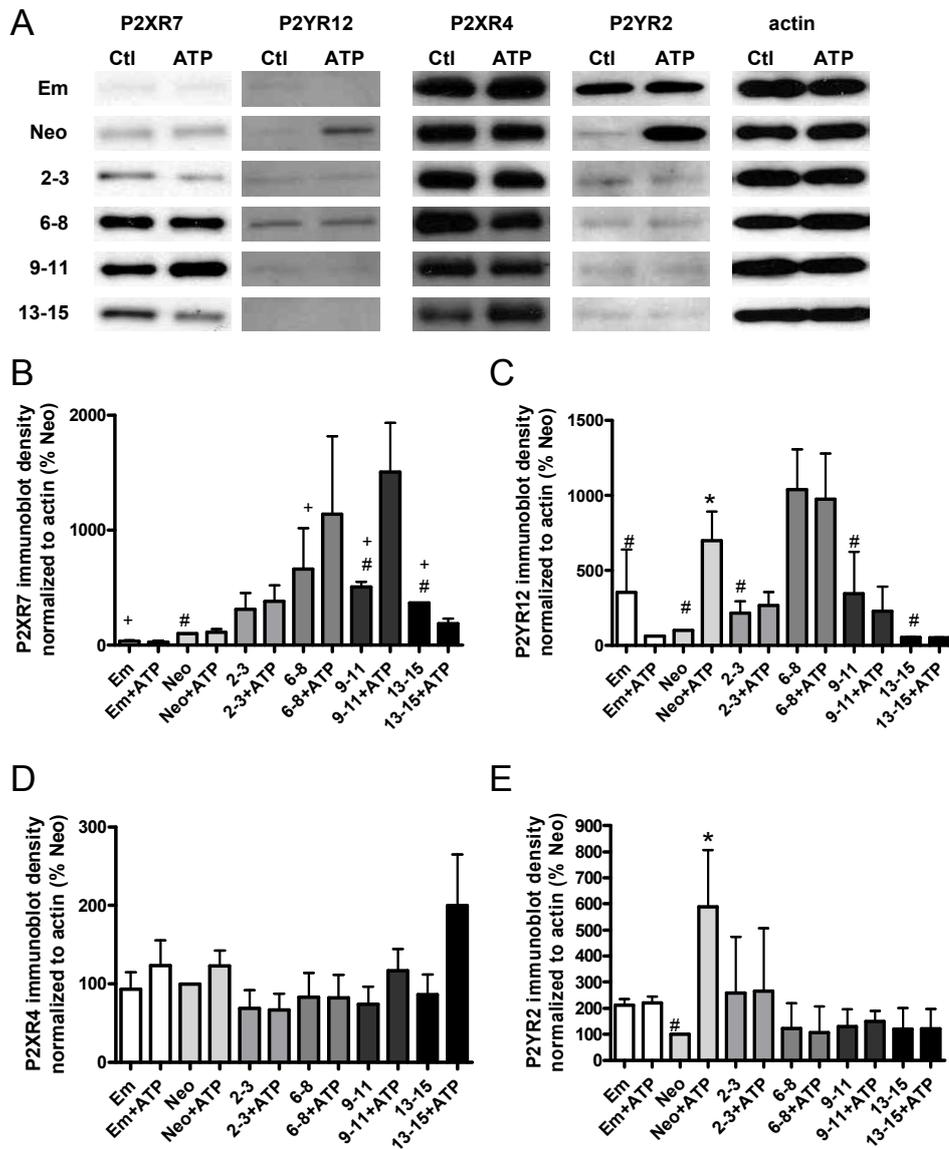 A
P2XR7 P2YR12 P2XR4 P2YR2 actin
Ctl ATP Ctl ATP Ctl ATP Ctl ATP Ctl ATP
Em
Neo
2-3
6-8
9-11
13-15
B
P2XR7 immunoblot density
normalized to actin (% Neo)
2000
1000
0
+
#
+
+
#
+
#
Em
Em+ATP
Neo
Neo+ATP
2-3
2-3+ATP
6-8
6-8+ATP
9-11
9-11+ATP
13-15
13-15+ATP
C
P2YR12 immunoblot density
normalized to actin (% Neo)
1500
1000
500
0
#
#
*
#
#
#
Em
Em+ATP
Neo
Neo+ATP
2-3
2-3+ATP
6-8
6-8+ATP
9-11
9-11+ATP
13-15
13-15+ATP
D
P2XR4 immunoblot density
normalized to actin (% Neo)
300
200
100
0
Em
Em+ATP
Neo
Neo+ATP
2-3
2-3+ATP
6-8
6-8+ATP
9-11
9-11+ATP
13-15
13-15+ATP
E
P2YR2 immunoblot density
normalized to actin (% Neo)
900
800
700
600
500
400
300
200
100
0
#
*
Em
Em+ATP
Neo
Neo+ATP
2-3
2-3+ATP
6-8
6-8+ATP
9-11
9-11+ATP
13-15
13-15+ATP